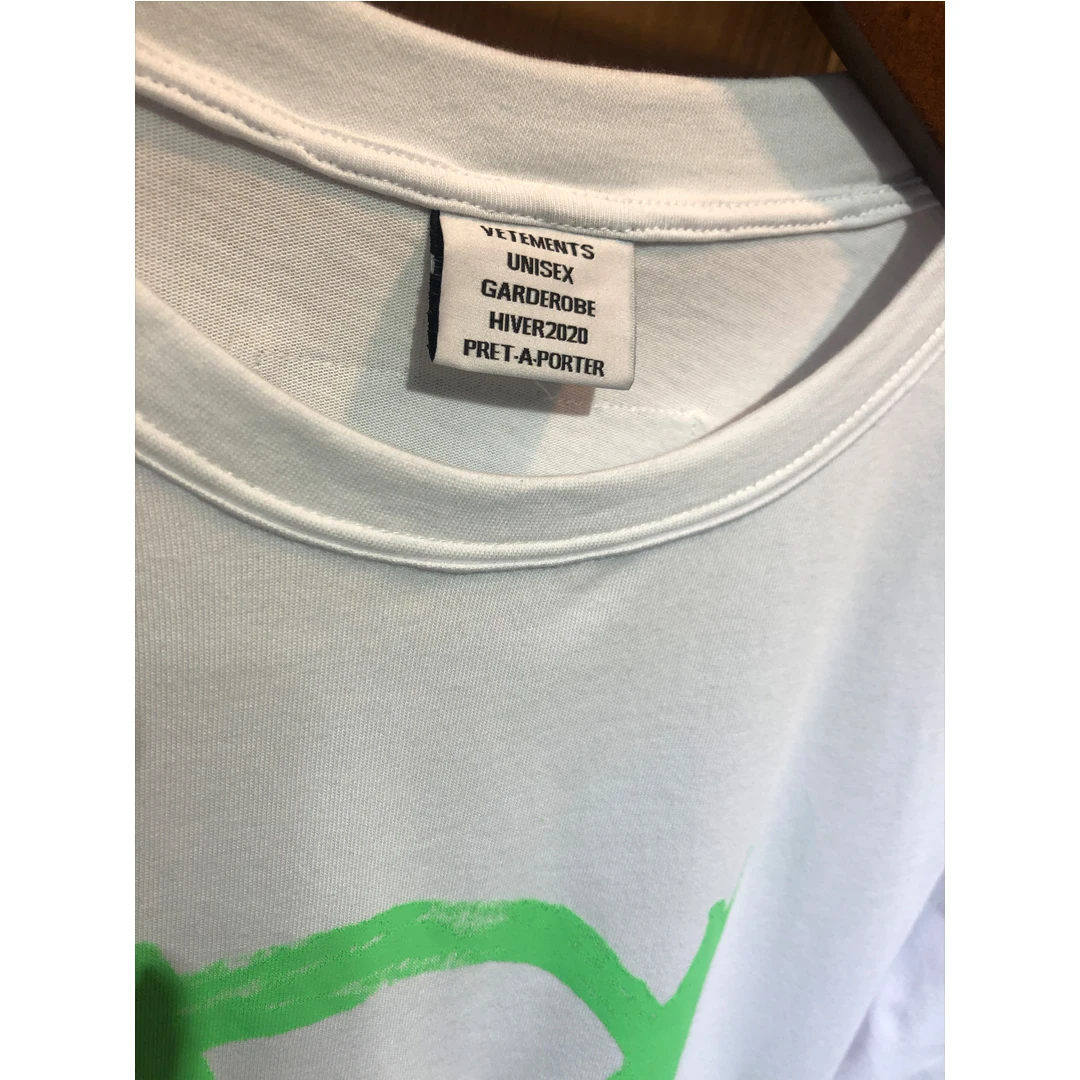 VETEMENTS
UNISEX
GARDEROBE
HIVER2020
PRET-A-PORTER